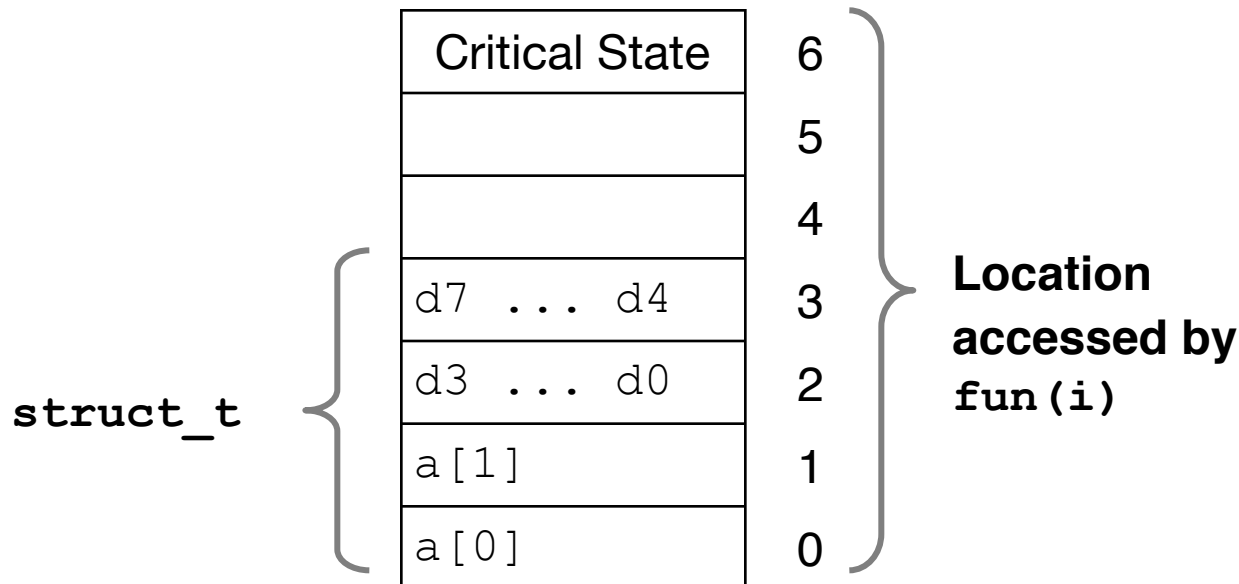 Critical State 6
5
4
d7 ... d4 3
d3 ... d0 2
a[1] 1
a[0] 0
struct_t
Location
accessed by
fun(i)